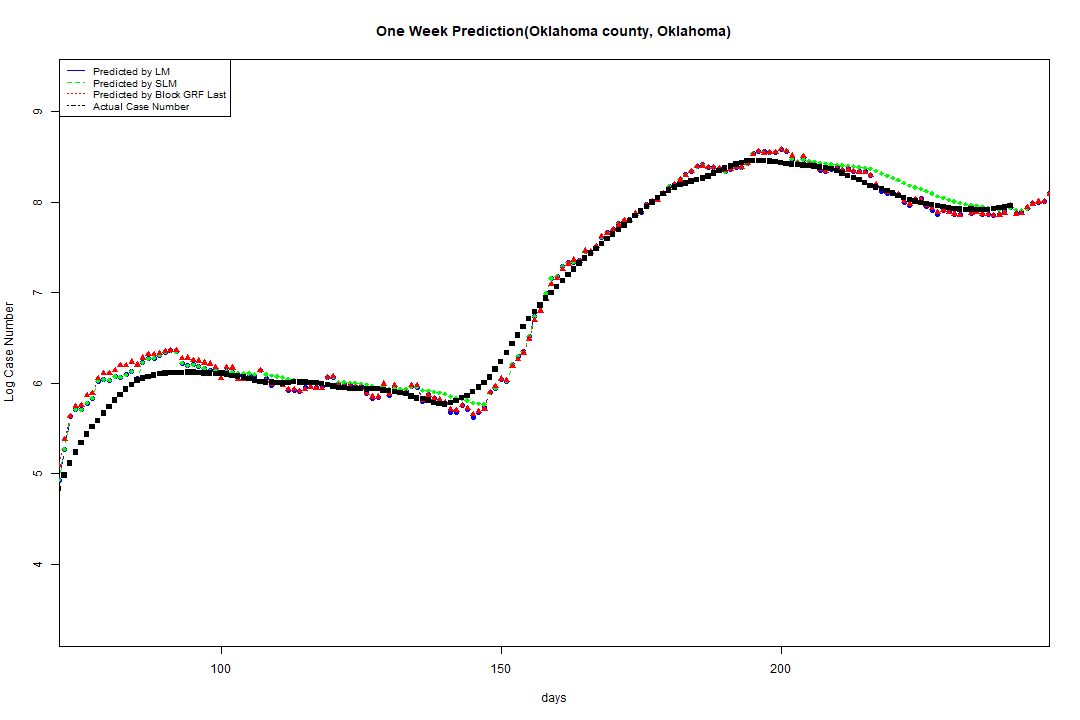 One Week Prediction(Oklahoma county, Oklahoma)
Predicted by LM
Predicted by SLM
Predicted by Block GRF Last
Actual Case Number
9
8
7
6
5
4
Log Case Number
100 150 200
days